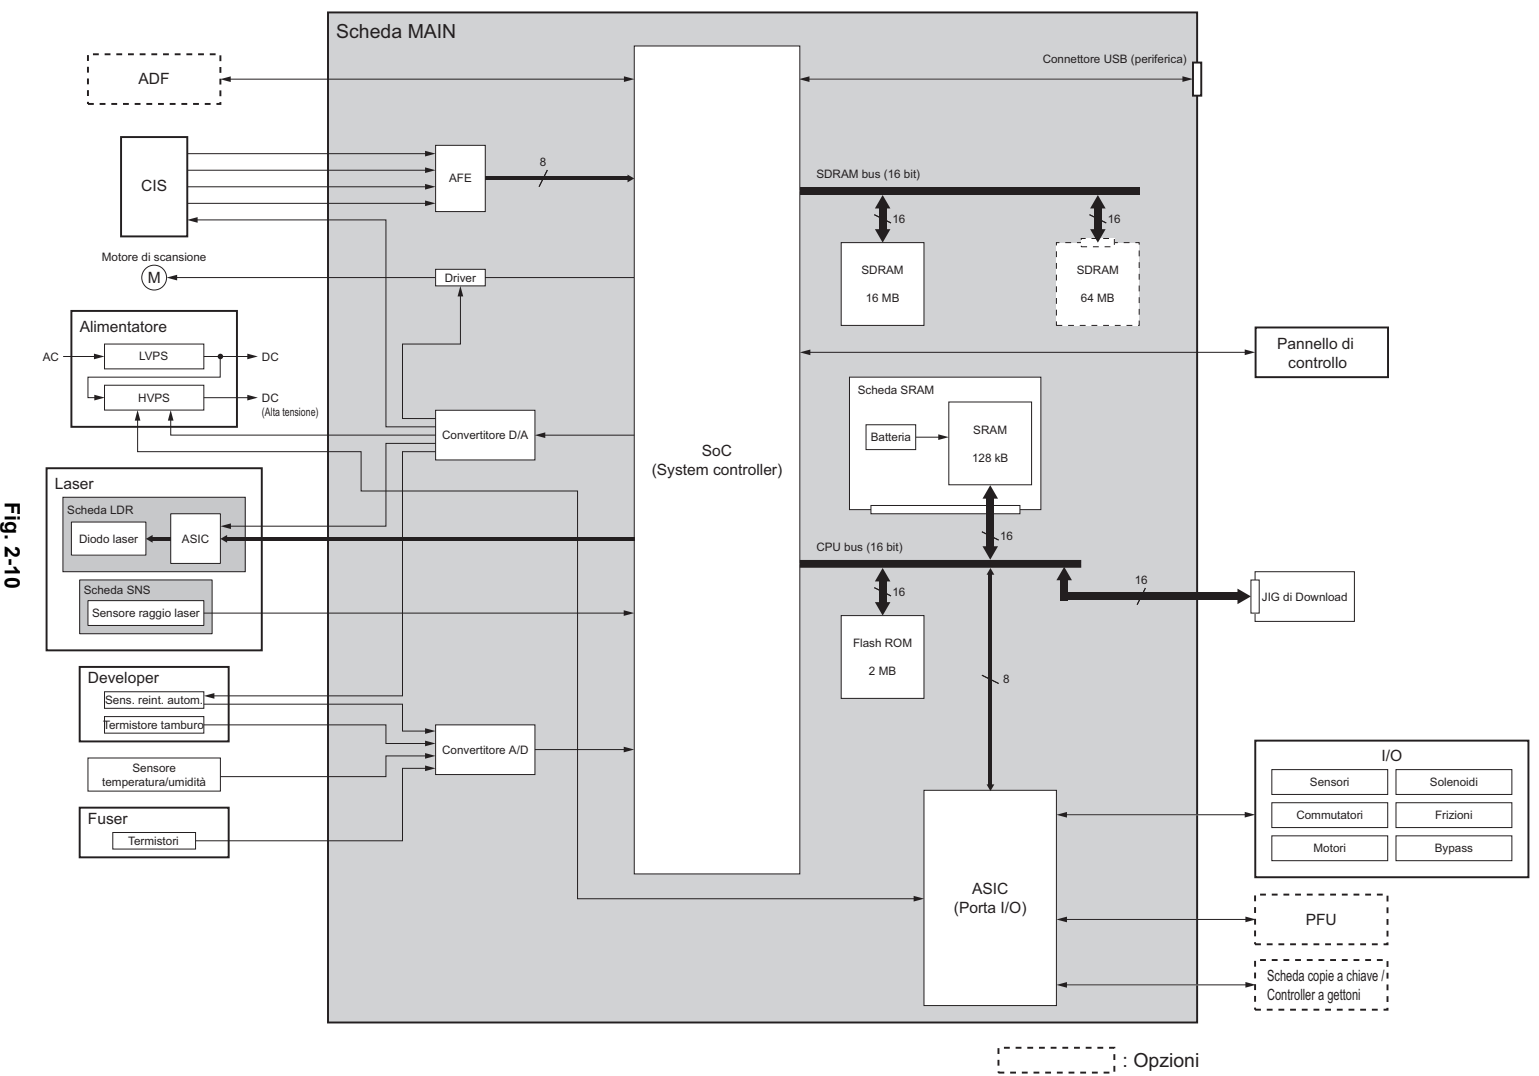 Scheda MAIN
ADF
Connettore USB (periferica)
CIS
AFE
8
SDRAM bus (16 bit)
16
16
SDRAM
16 MB
SDRAM
64 MB
Motore di scansione
M
Driver
Alimentatore
AC
LVPS
DC
HVPS
DC
(Alta tensione)
Pannello di
controllo
Scheda SRAM
Batteria
SRAM
128 kB
Convertitore D/A
SoC
(System controller)
Laser
Scheda LDR
Diodo laser
ASIC
Scheda SNS
Sensore raggio laser
16
CPU bus (16 bit)
16
16
JIG di Download
Flash ROM
2 MB
8
Developer
Sens. reint. autom.
Termistore tamburo
Convertitore A/D
Sensore
temperatura/umidità
Fuser
Termistori
I/O
Sensori
Solenoidi
Commutatori
Frizioni
Motori
Bypass
ASIC
(Porta I/O)
PFU
Scheda copie a chiave /
Controller a gettoni
: Opzioni
Fig. 2-10